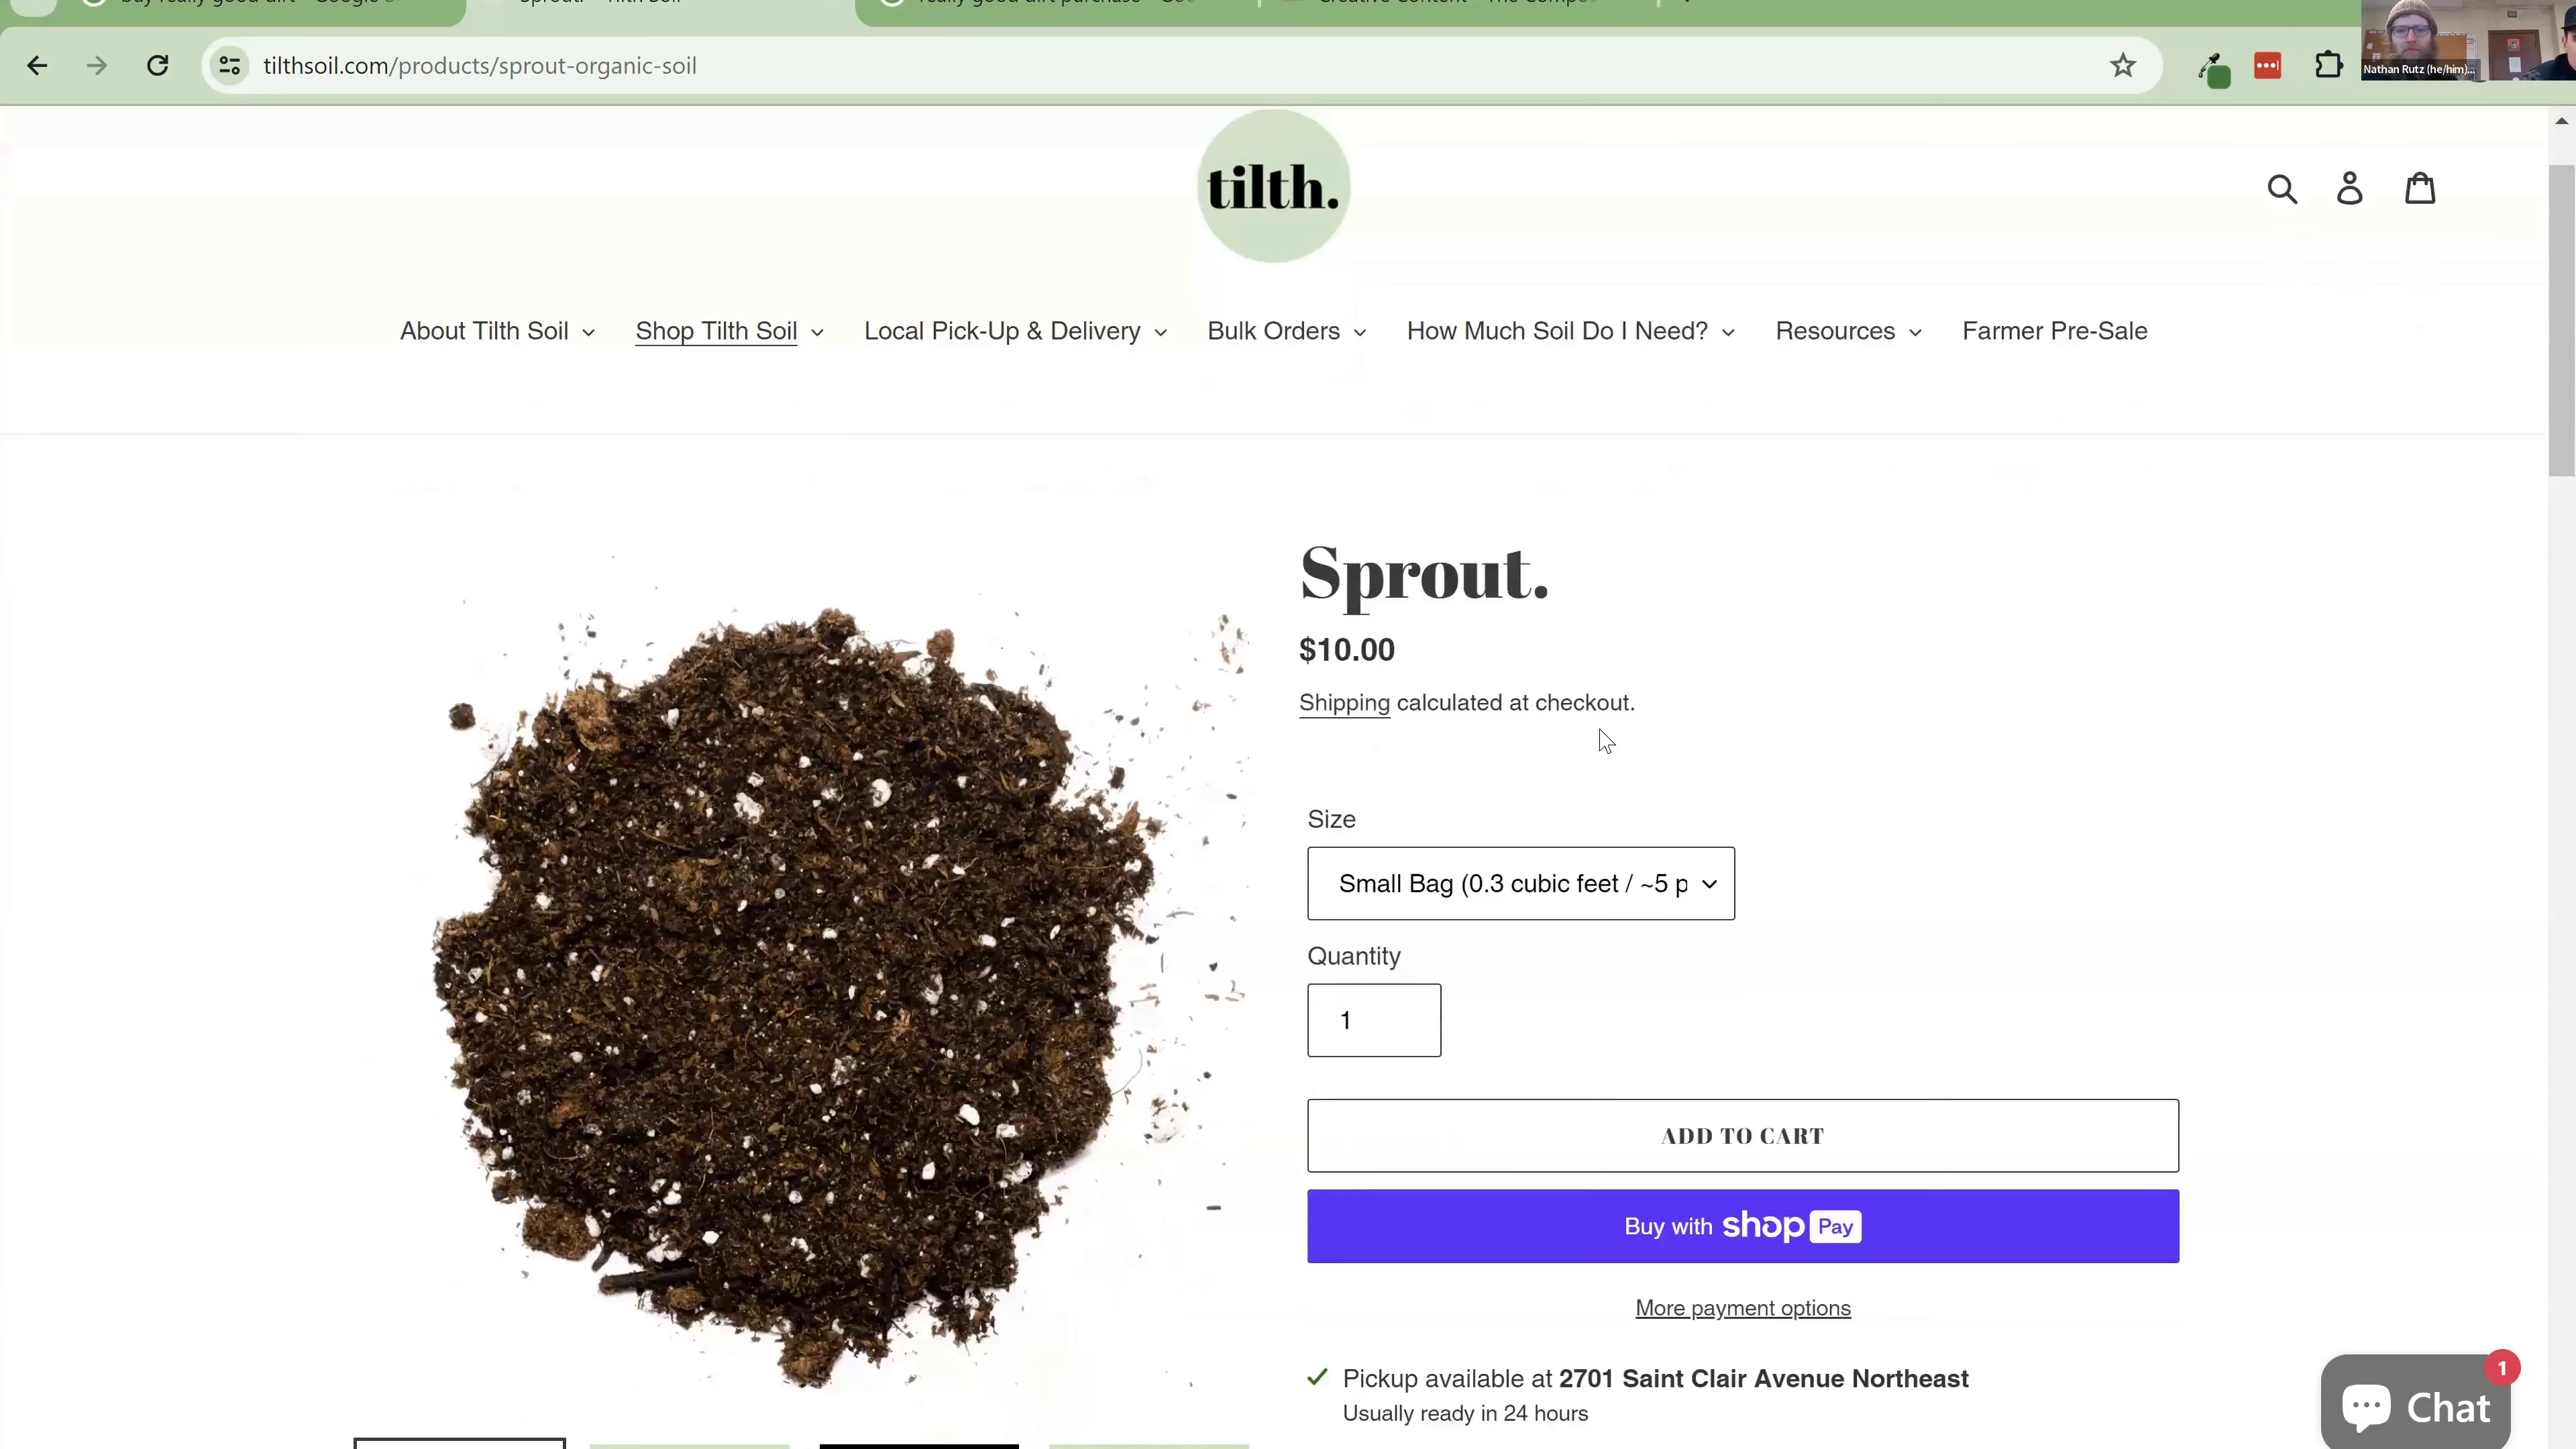 tilthsoil.com/products/sprout-organic-soil
Nathan Rutz (he/him)...
tilth.
About Tilth Soil
Shop Tilth Soil
Local Pick-Up & Delivery
Bulk Orders
How Much Soil Do I Need?
Resources
Farmer Pre-Sale
Sprout.
$10.00
Shipping calculated at checkout.
Size
Small Bag (0.3 cubic feet / ~5 p
Quantity
1
ADD TO CART
Buy with shop Pay
More payment options
Pickup available at 2701 Saint Clair Avenue Northeast
Usually ready in 24 hours
1
Chat